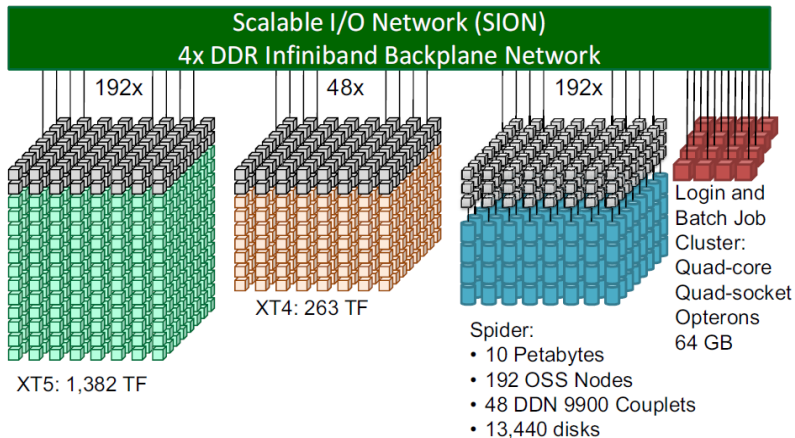 Scalable I/O Network (SION)
4x DDR Infiniband Backplane Network
192x
48x
192x
XT5: 1,382 TF
XT4: 263 TF
Spider:
• 10 Petabytes
• 192 OSS Nodes
• 48 DDN 9900 Couplets
• 13,440 disks
Login and
Batch Job
Cluster:
Quad-core
Quad-socket
Opterons
64 GB